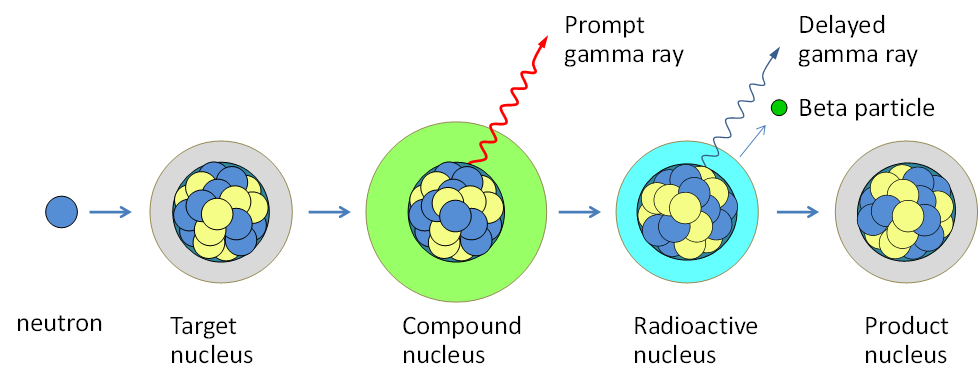 Prompt
gamma ray
Delayed
gamma ray
Beta particle
neutron
Target
nucleus
Compound
nucleus
Radioactive
nucleus
Product
nucleus